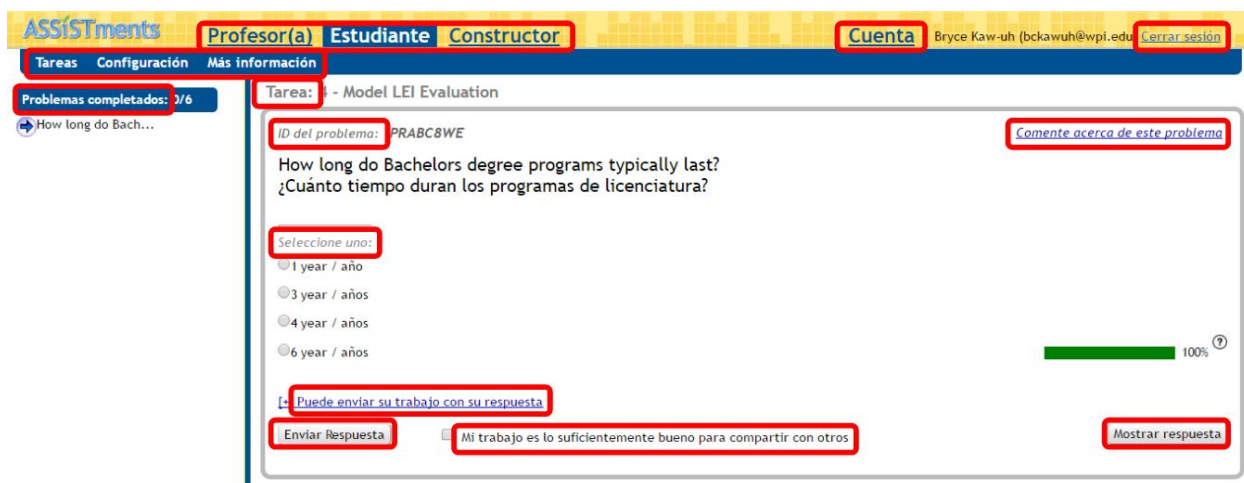 ASSISTments Profesor(a) Estudiante Constructor Cuenta Bryce Kaw-uh (bckawuh@wpi.edu Cerrar sesión
Tareas Configuración Más información
Problemas completados: 0/6
How long do Bach...
Tarea: 4 - Model LEI Evaluation
ID del problema: PRABC8WE Comente acerca de este problema
How long do Bachelors degree programs typically last?
¿Cuánto tiempo duran los programas de licenciatura?
Seleccione uno:
1 year / año
3 year / años
4 year / años
6 year / años 100% ?
[+ Puede enviar su trabajo con su respuesta
Enviar Respuesta Mi trabajo es lo suficientemente bueno para compartir con otros Mostrar respuesta